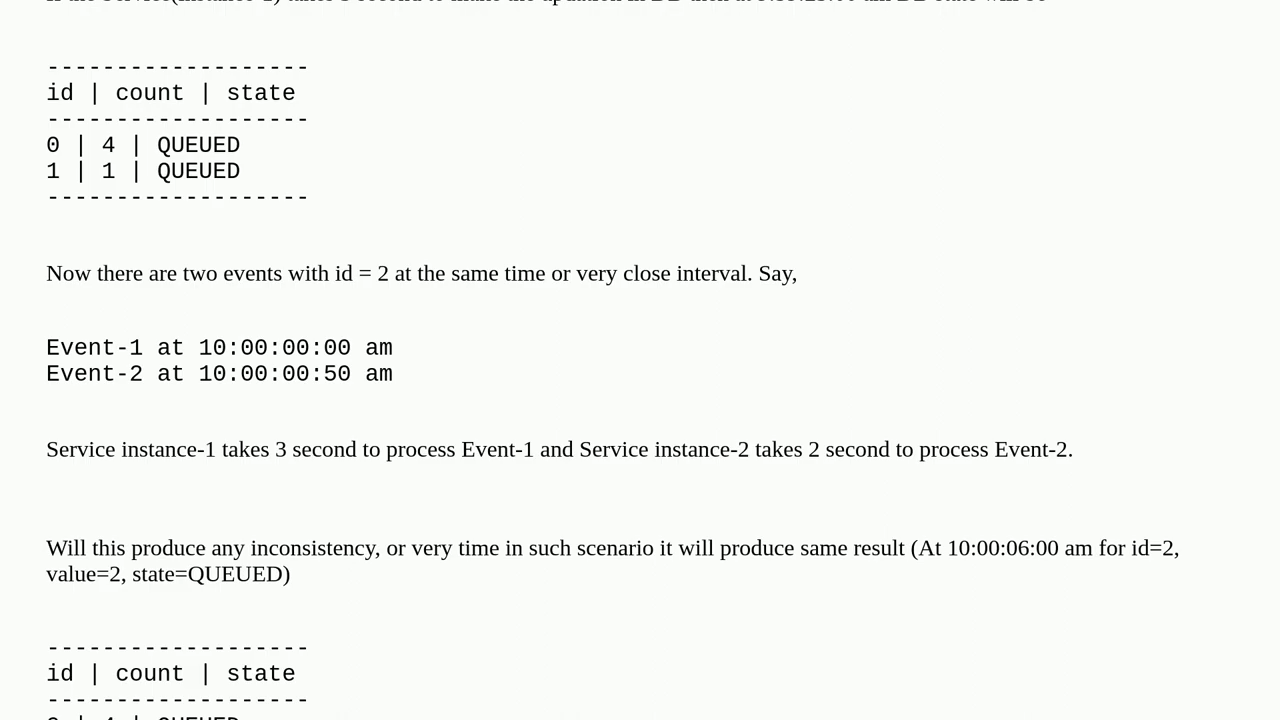 -------------------
id | count | state
-------------------
0 | 4 | QUEUED
1 | 1 | QUEUED
-------------------
Now there are two events with id = 2 at the same time or very close interval. Say,
Event-1 at 10:00:00:00 am
Event-2 at 10:00:00:50 am
Service instance-1 takes 3 second to process Event-1 and Service instance-2 takes 2 second to process Event-2.
Will this produce any inconsistency, or very time in such scenario it will produce same result (At 10:00:06:00 am for id=2,
value=2, state=QUEUED)
-------------------
id | count | state
-------------------
0 | 4 | QUEUED